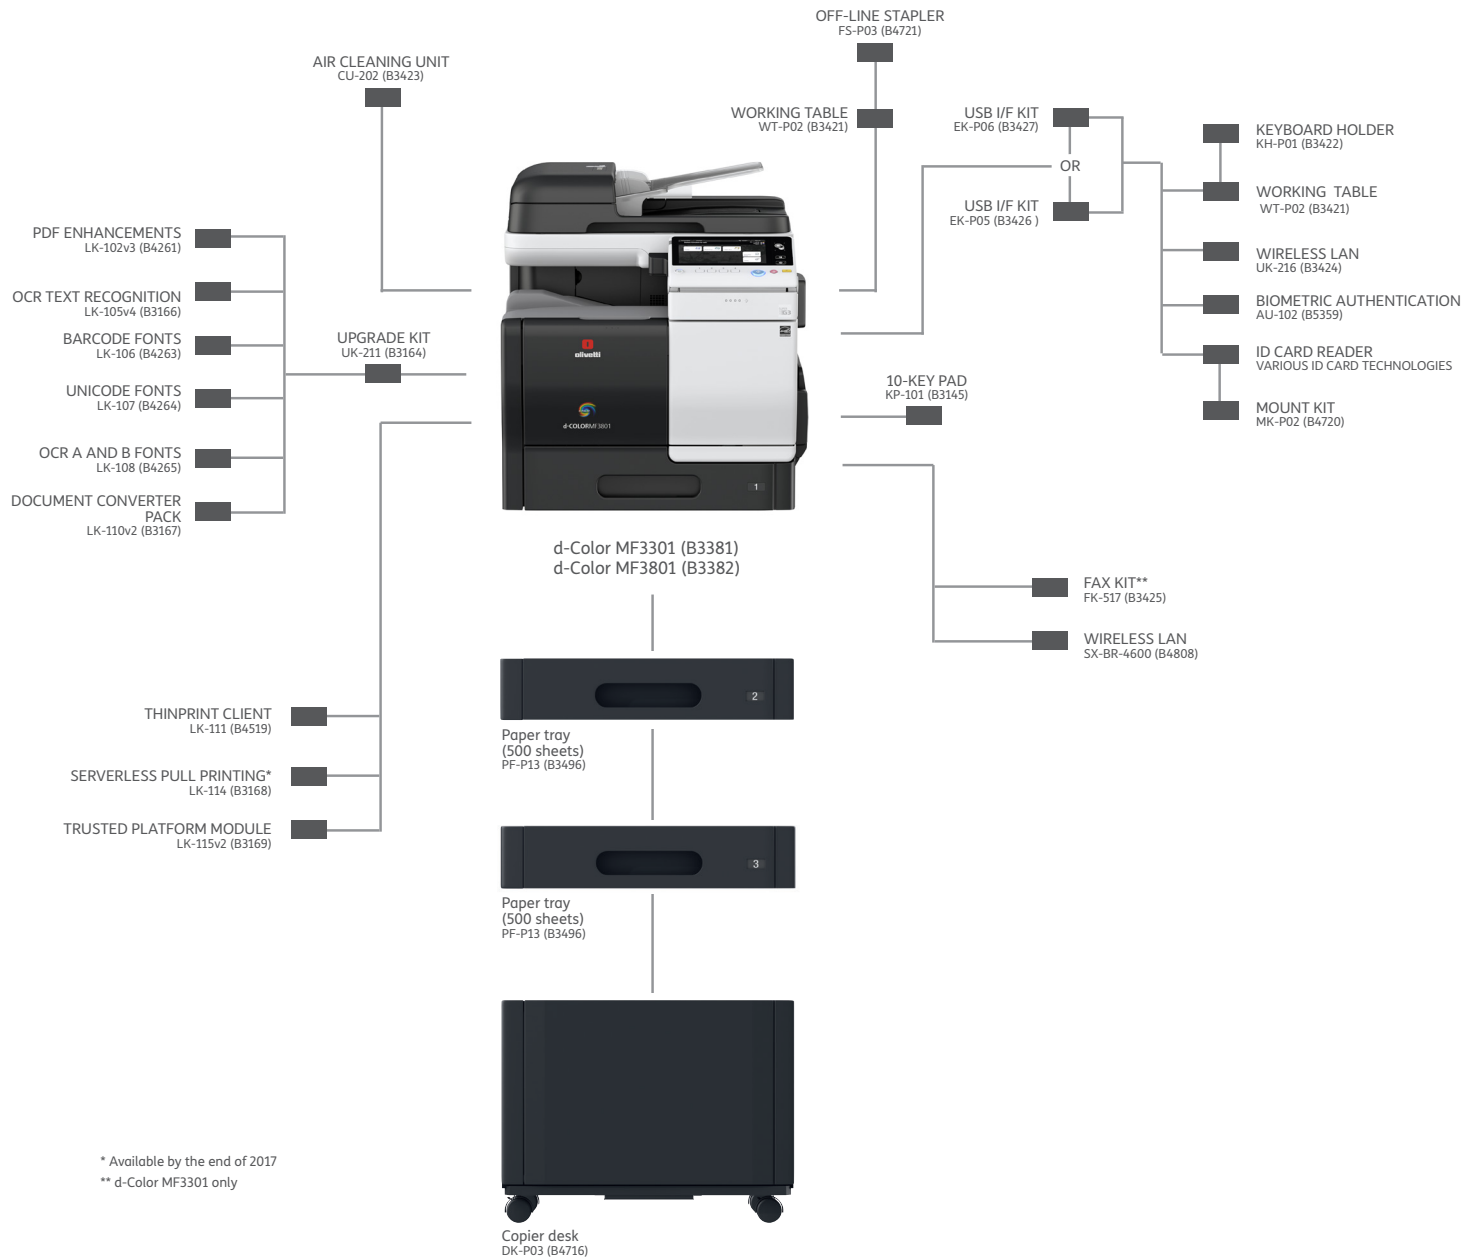 OFF-LINE STAPLER
FS-P03 (B4721)
AIR CLEANING UNIT
CU-202 (B3423)
WORKING TABLE
WT-P02 (B3421)
USB I/F KIT
EK-P06 (B3427)
OR
USB I/F KIT
EK-P05 (B3426 )
KEYBOARD HOLDER
KH-P01 (B3422)
WORKING TABLE
WT-P02 (B3421)
WIRELESS LAN
UK-216 (B3424)
BIOMETRIC AUTHENTICATION
AU-102 (B5359)
ID CARD READER
VARIOUS ID CARD TECHNOLOGIES
MOUNT KIT
MK-P02 (B4720)
PDF ENHANCEMENTS
LK-102v3 (B4261)
OCR TEXT RECOGNITION
LK-105v4 (B3166)
BARCODE FONTS
LK-106 (B4263)
UNICODE FONTS
LK-107 (B4264)
OCR A AND B FONTS
LK-108 (B4265)
DOCUMENT CONVERTER
PACK
LK-110v2 (B3167)
UPGRADE KIT
UK-211 (B3164)
olivetti
d-COLORMF3801
1
10-KEY PAD
KP-101 (B3145)
d-Color MF3301 (B3381)
d-Color MF3801 (B3382)
FAX KIT**
FK-517 (B3425)
WIRELESS LAN
SX-BR-4600 (B4808)
THINPRINT CLIENT
LK-111 (B4519)
SERVERLESS PULL PRINTING*
LK-114 (B3168)
TRUSTED PLATFORM MODULE
LK-115v2 (B3169)
2
Paper tray
(500 sheets)
PF-P13 (B3496)
3
Paper tray
(500 sheets)
PF-P13 (B3496)
Copier desk
DK-P03 (B4716)
* Available by the end of 2017
** d-Color MF3301 only